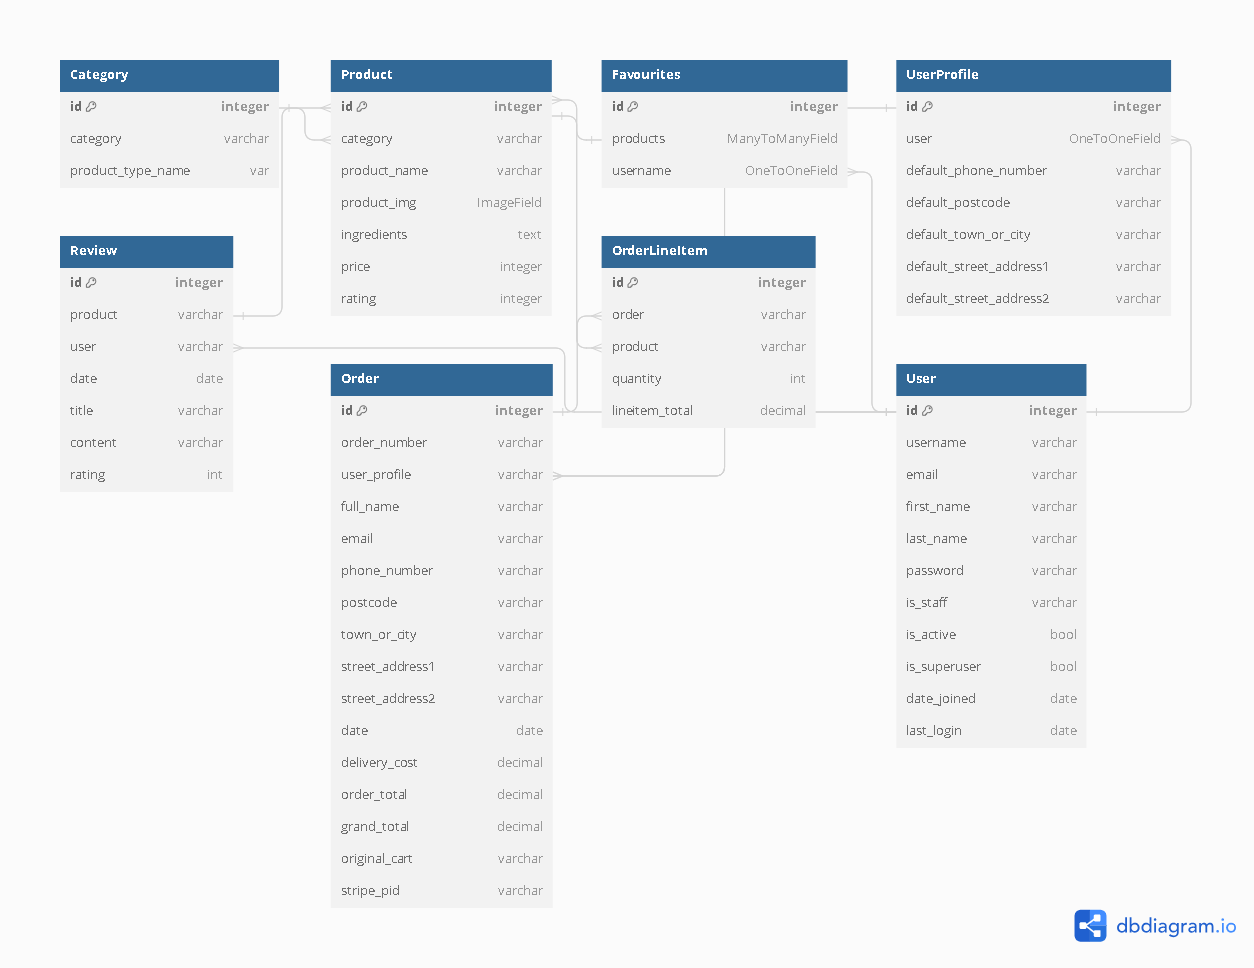 Category
id integer
category varchar
product_type_name var
Product
id integer
category varchar
product_name varchar
product_img ImageField
ingredients text
price integer
rating integer
Favourites
id integer
products ManyToManyField
username OneToOneField
UserProfile
id integer
user OneToOneField
default_phone_number varchar
default_postcode varchar
default_town_or_city varchar
default_street_address1 varchar
default_street_address2 varchar
Review
id integer
product varchar
user varchar
date date
title varchar
content varchar
rating int
OrderLineItem
id integer
order varchar
product varchar
quantity int
lineitem_total decimal
Order
id integer
order_number varchar
user_profile varchar
full_name varchar
email varchar
phone_number varchar
postcode varchar
town_or_city varchar
street_address1 varchar
street_address2 varchar
date date
delivery_cost decimal
order_total decimal
grand_total decimal
original_cart varchar
stripe_pid varchar
User
id integer
username varchar
email varchar
first_name varchar
last_name varchar
password varchar
is_staff varchar
is_active bool
is_superuser bool
date_joined date
last_login date
dbdiagram.io